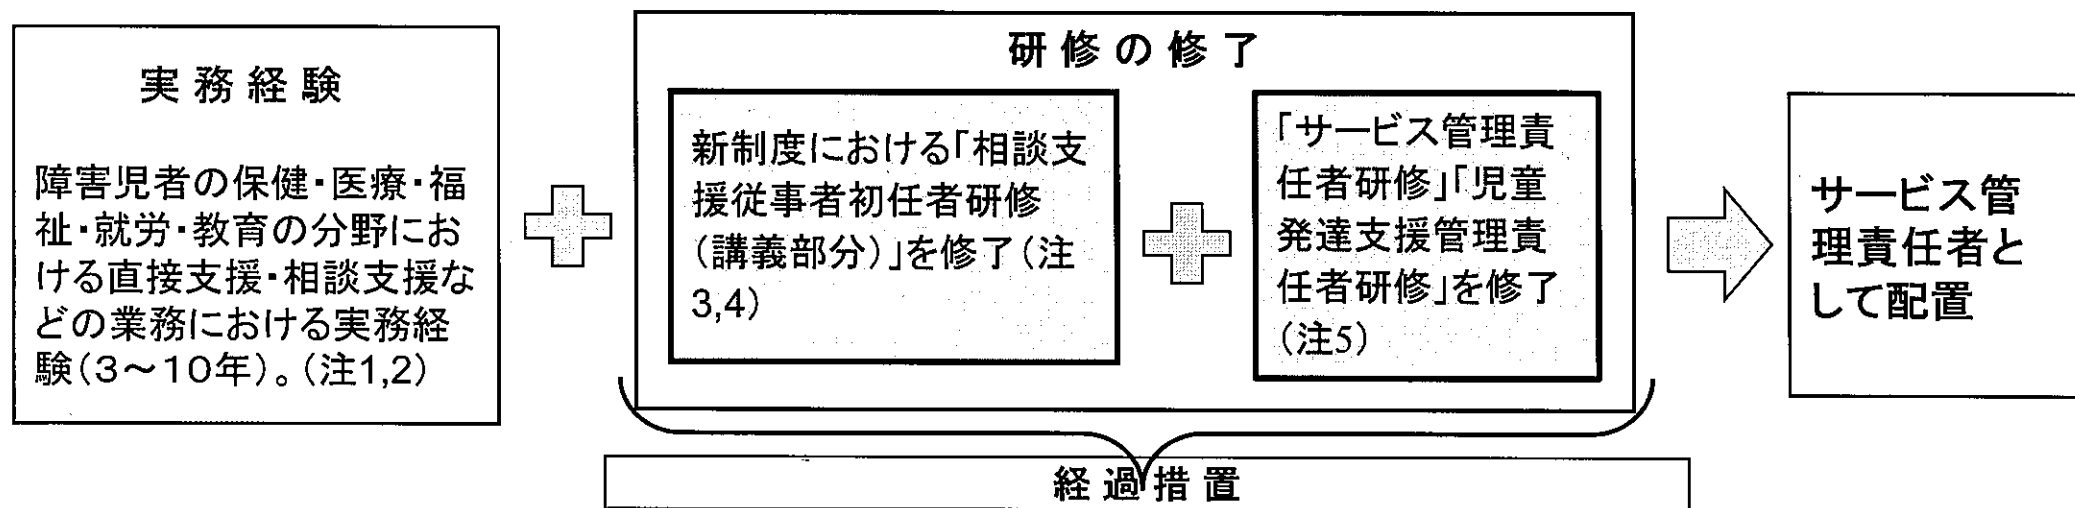 実務経験
障害児者の保健・医療・福
祉・就労・教育の分野にお
ける直接支援・相談支援な
どの業務における実務経
験(３～１０年)。(注1,2)
研修の修了
新制度における「相談支
援従事者初任者研修
(講義部分)」を修了(注
3,4)
「サービス管理責
任者研修」「児童
発達支援管理責
任者研修」を修了
(注5)
サービス管
理責任者と
して配置
経過措置